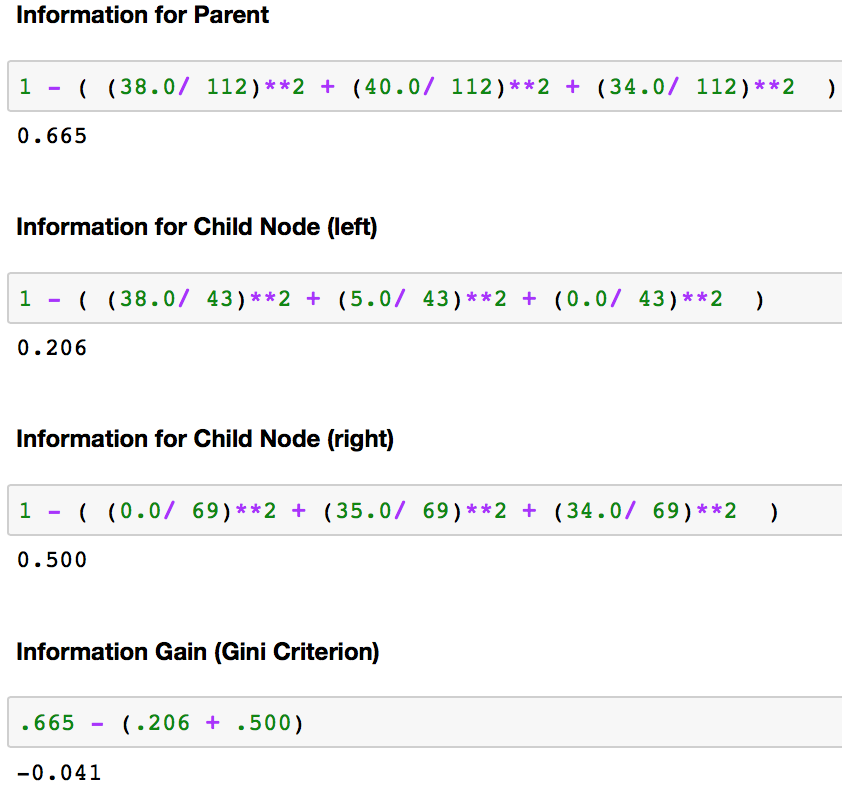 Information for Parent
1 - ( (38.0/ 112)**2 + (40.0/ 112)**2 + (34.0/ 112)**2  )
0.665
Information for Child Node (left)
1 - ( (38.0/ 43)**2 + (5.0/ 43)**2 + (0.0/ 43)**2  )
0.206
Information for Child Node (right)
1 - ( (0.0/ 69)**2 + (35.0/ 69)**2 + (34.0/ 69)**2  )
0.500
Information Gain (Gini Criterion)
.665 - (.206 + .500)
-0.041